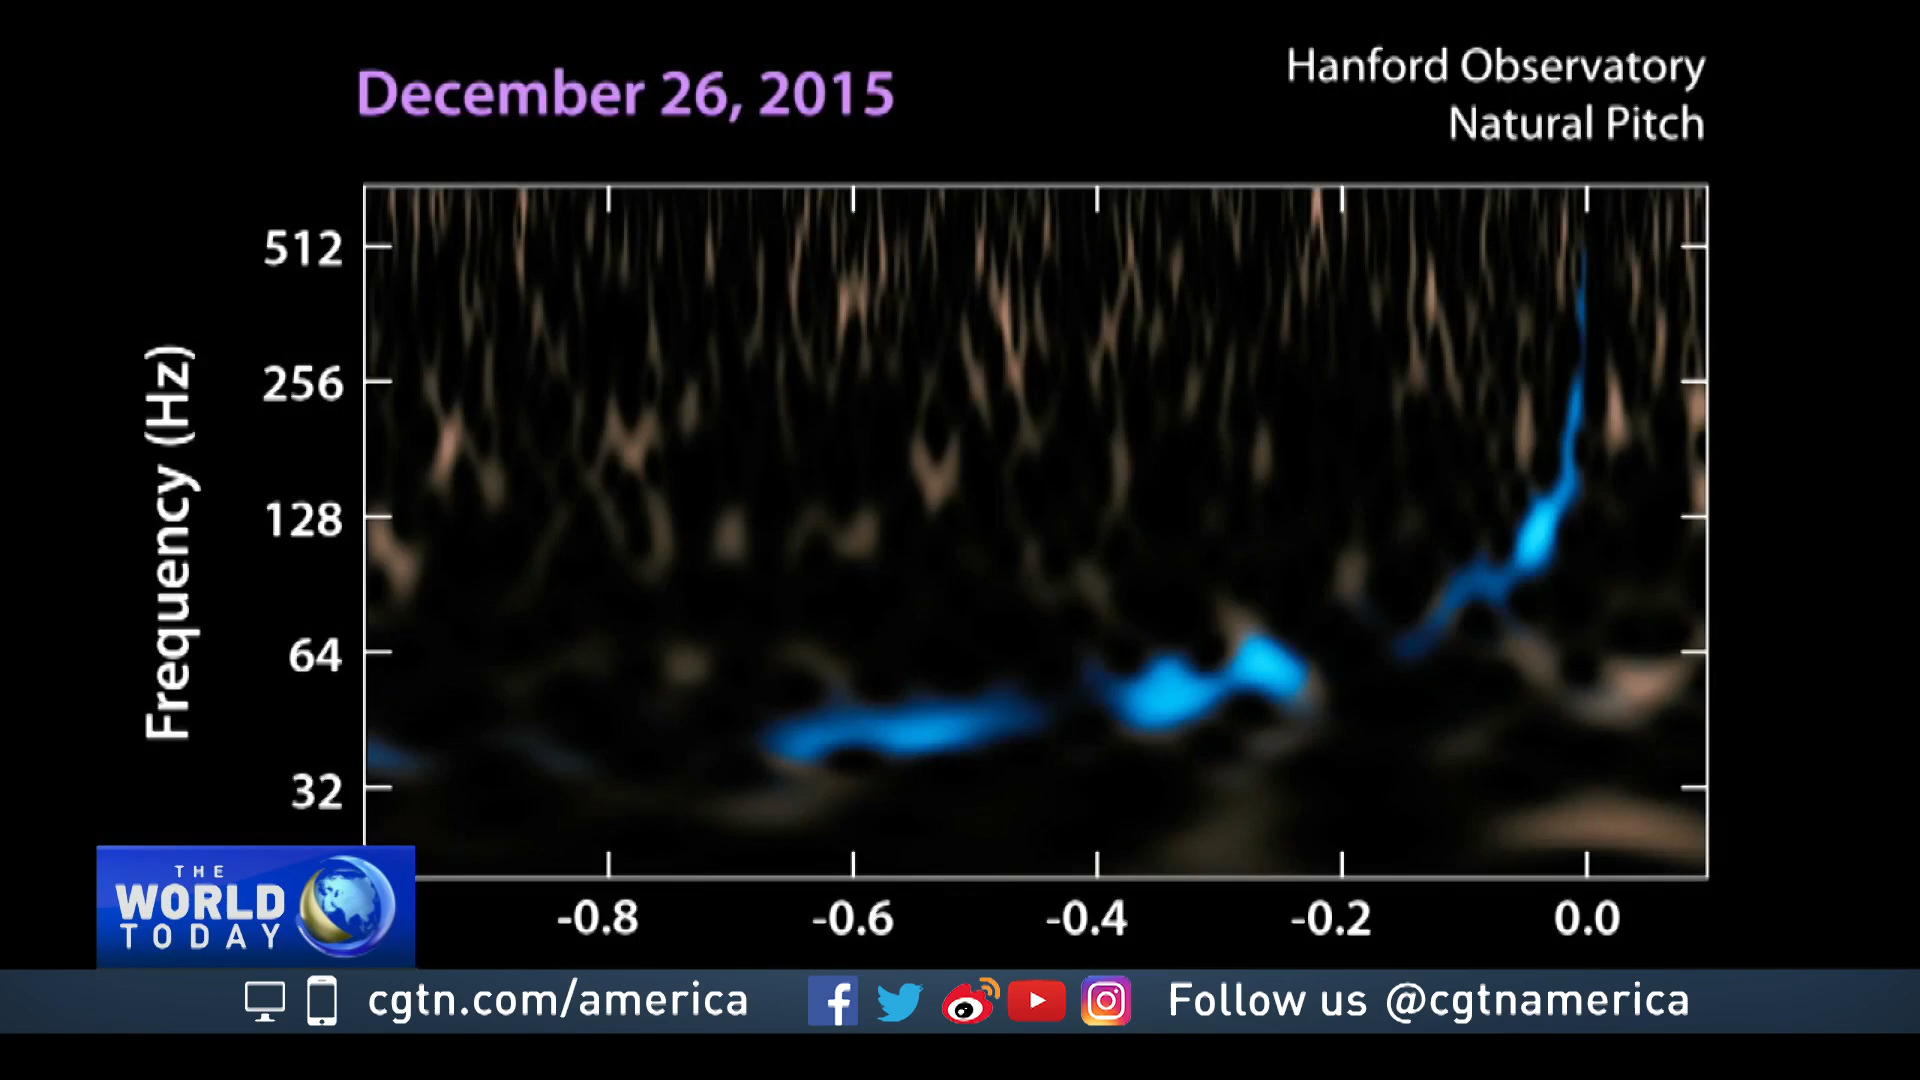 December 26, 2015
Hanford Observatory
Natural Pitch
Frequency (Hz)
512
256
128
64
32
-0.8
-0.6
-0.4
-0.2
0.0
THE
WORLD
TODAY
cgtn.com/america
Follow us @cgtnamerica